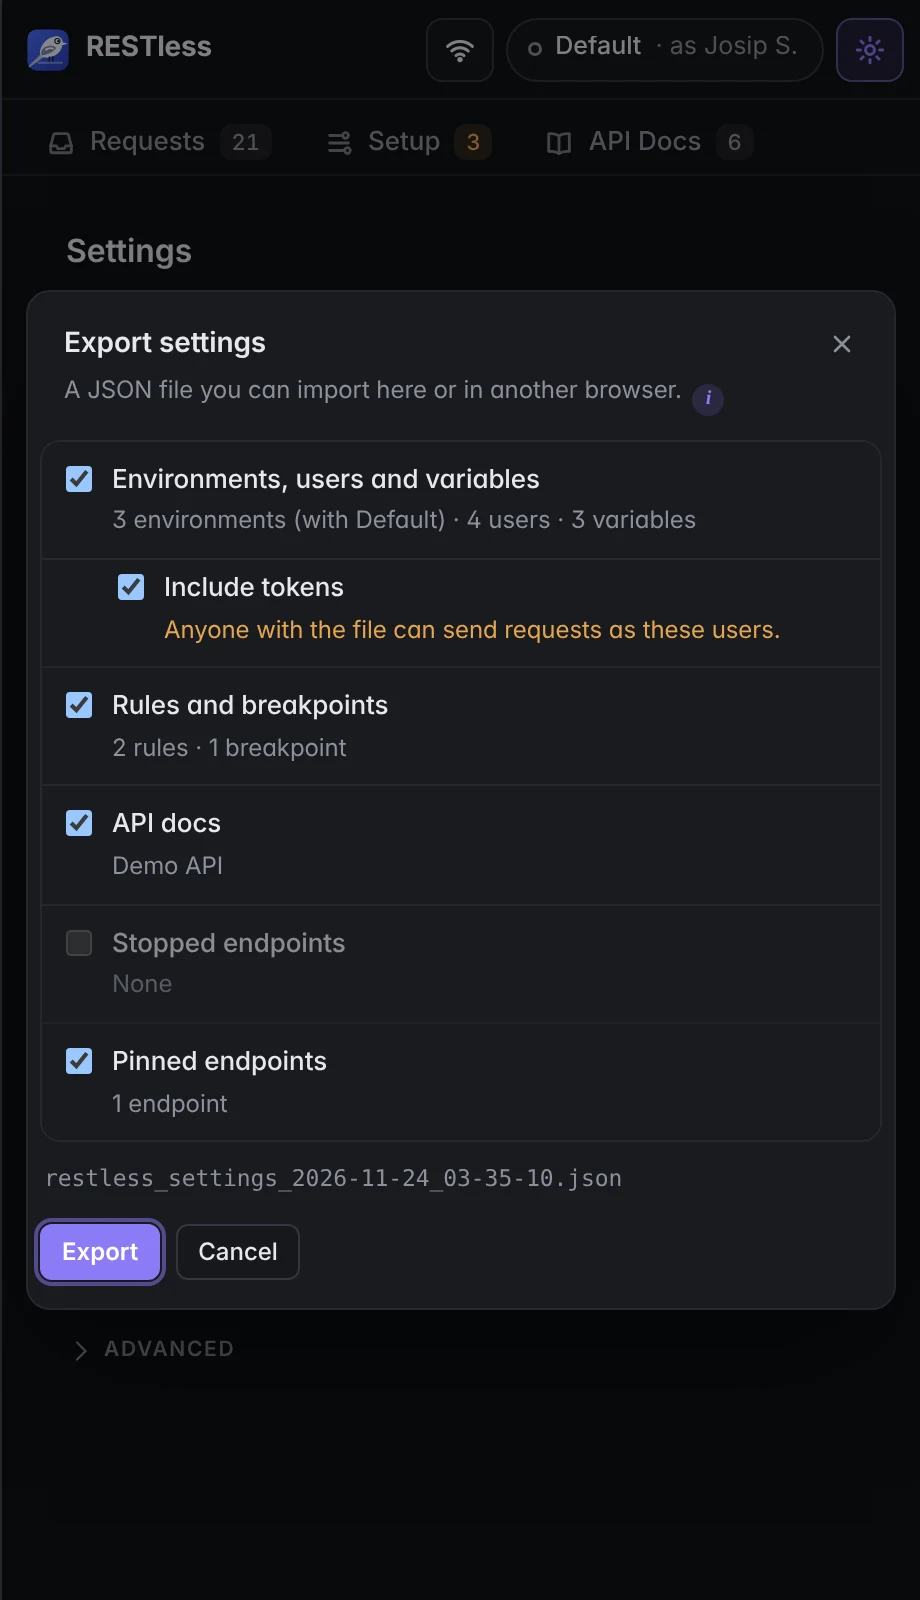 RESTless
Default · as Josip S.
Requests 21
Setup 3
API Docs 6
Settings
Export settings
A JSON file you can import here or in another browser. i
Environments, users and variables
3 environments (with Default) · 4 users · 3 variables
Include tokens
Anyone with the file can send requests as these users.
Rules and breakpoints
2 rules · 1 breakpoint
API docs
Demo API
Stopped endpoints
None
Pinned endpoints
1 endpoint
restless_settings_2026-11-24_03-35-10.json
Export
Cancel
ADVANCED